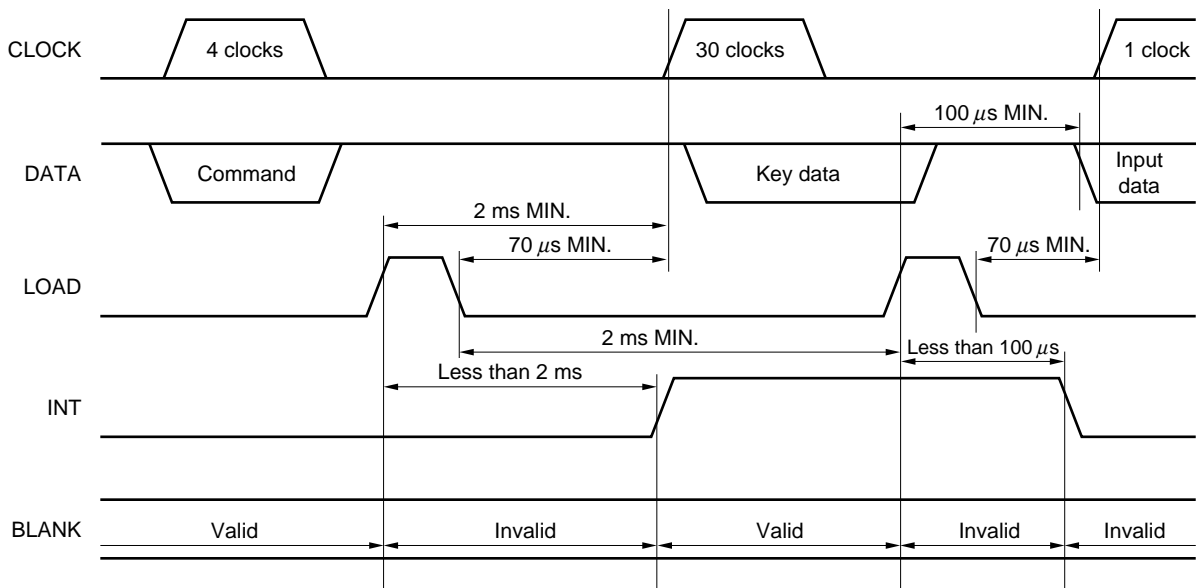 CLOCK
4 clocks
30 clocks
1 clock
100 μs MIN.
DATA
Command
Key data
Input
data
2 ms MIN.
70 μs MIN.
70 μs MIN.
LOAD
2 ms MIN.
Less than 100 μs
Less than 2 ms
INT
BLANK
Valid
Invalid
Valid
Invalid
Invalid